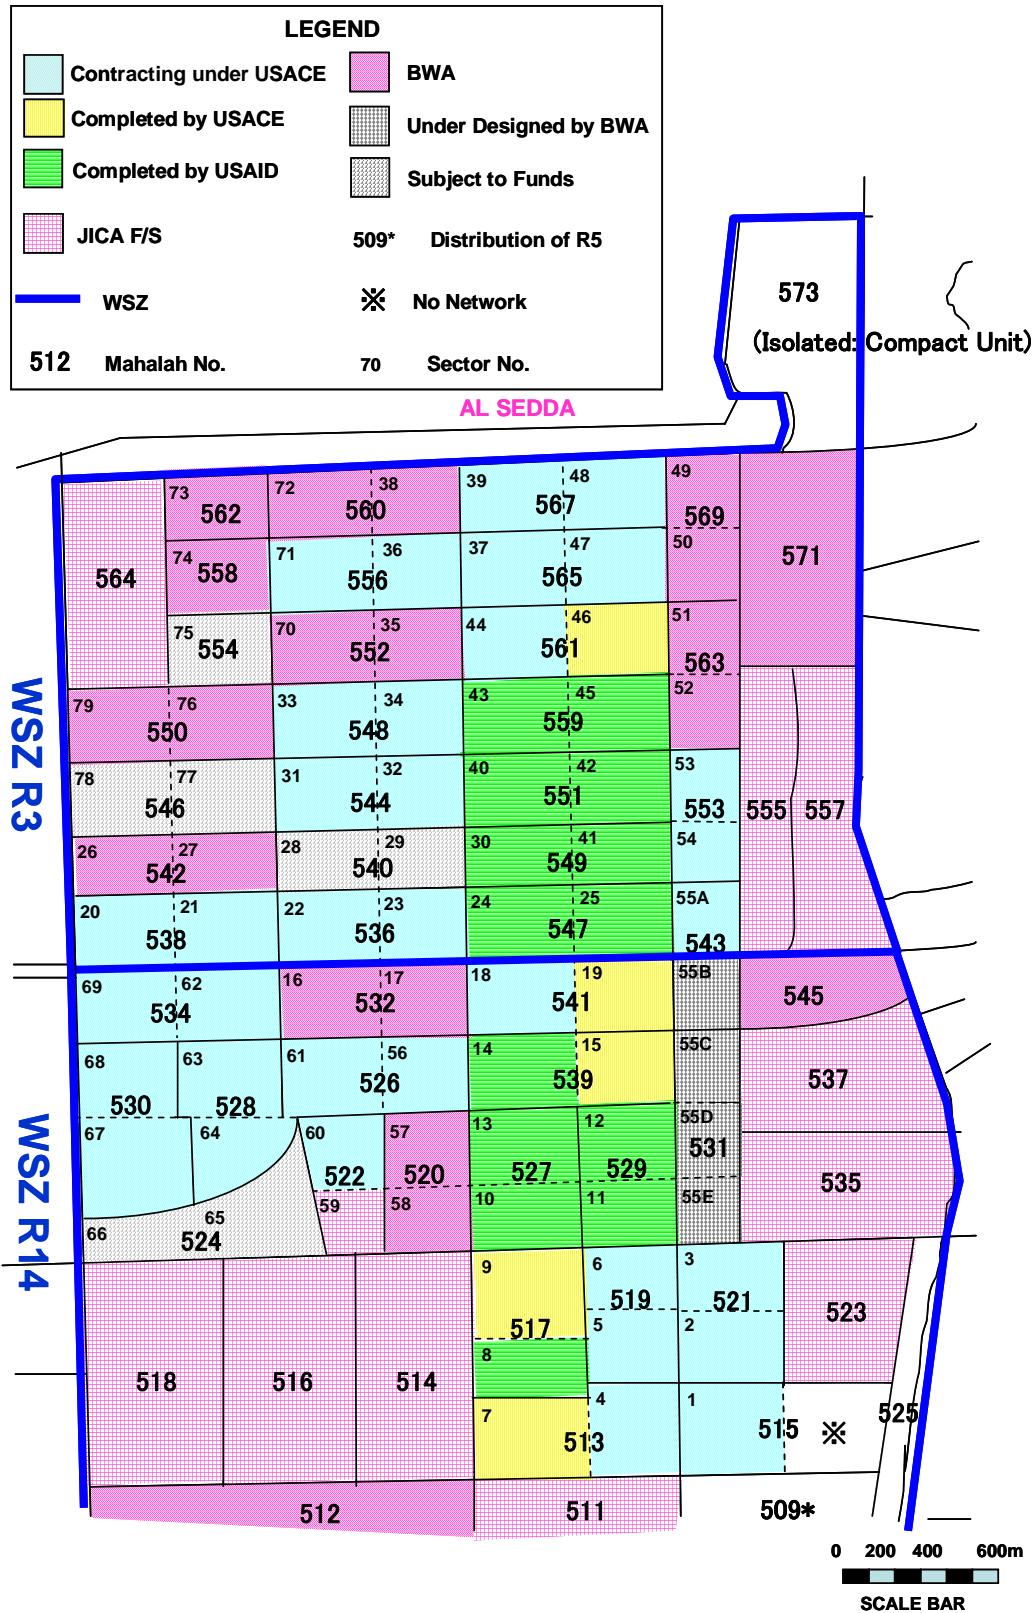 LEGEND
Contracting under USACE
BWA
Completed by USACE
Under Designed by BWA
Completed by USAID
Subject to Funds
JICA F/S
509* Distribution of R5
WSZ
※ No Network
512 Mahalah No.
70 Sector No.
573
(Isolated: Compact Unit)
AL SEDDA
73 72 38 39 48 49
562 560 567 569
74 71 36 37 47 50
564 558 556 565 571
75 70 35 44 46 51
554 552 561 563
79 76 33 34 43 45 52
550 548 559
78 77 31 32 40 42 53
546 544 551 553 555 557
26 27 28 29 30 41 54
542 540 549
20 21 22 23 24 25 55A
538 536 547 543
WSZ R3
69 62 16 17 18 19 55B
534 532 541 545
68 63 61 56 14 15 55C
530 528 526 539 537
67 64 60 57 13 12 55D
522 520 527 529 531 535
66 65 59 58 10 11 55E
524
WSZ R14
9 6 3
517 519 521 523
8 5 2
518 516 514
7 4 1
513 515 ※ 525
512 511 509*
0 200 400 600m
SCALE BAR